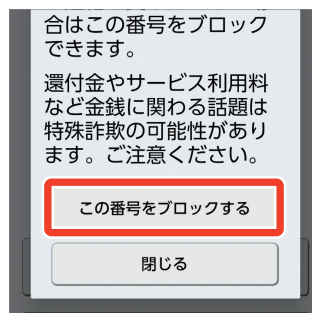 合はこの番号をブロック
できます。
還付金やサービス利用料
など金銭に関わる話題は
特殊詐欺の可能性があり
ます。ご注意ください。
この番号をブロックする
閉じる